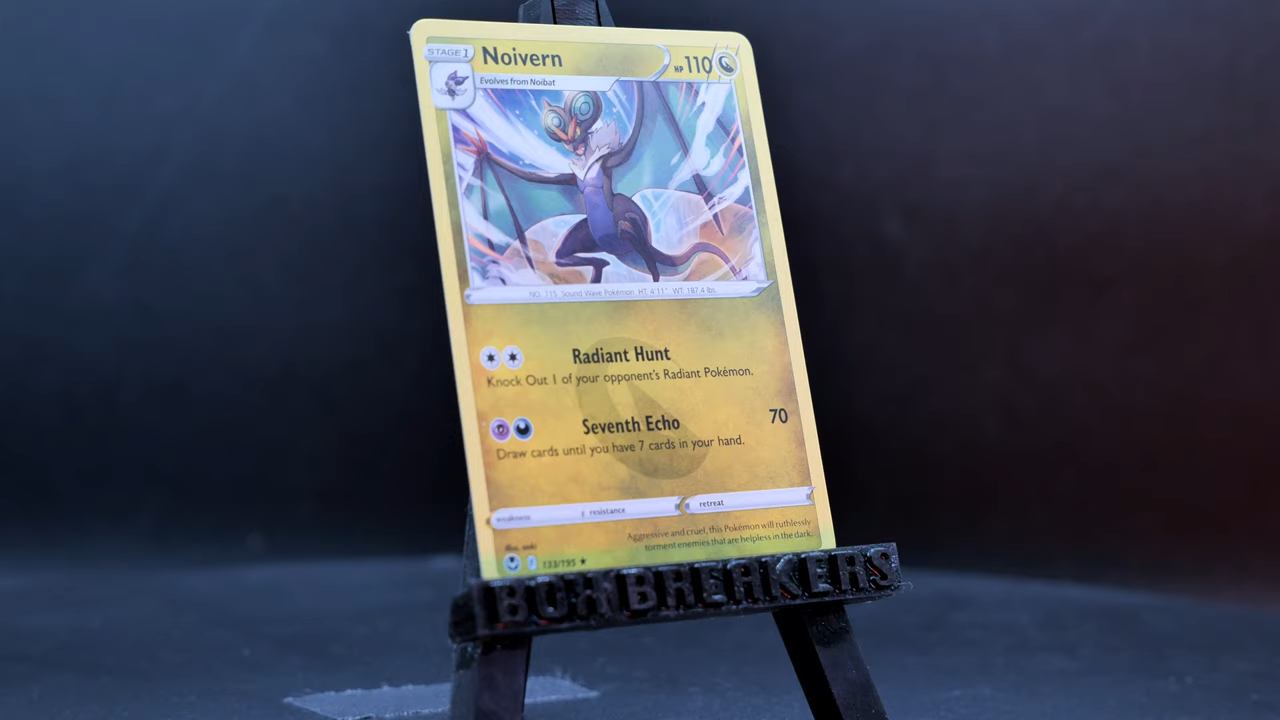 STAGE 1
Noivern
HP 110
Evolves from Noibat
NO. 715 Sound Wave Pokémon HT: 4'11" WT: 187.4 lbs.
Radiant Hunt
Knock Out 1 of your opponent's Radiant Pokémon.
Seventh Echo 70
Draw cards until you have 7 cards in your hand.
weakness resistance retreat
Aggressive and cruel, this Pokémon will ruthlessly
torment enemies that are helpless in the dark.
Illus.
133/195 ★
BOXBREAKERS